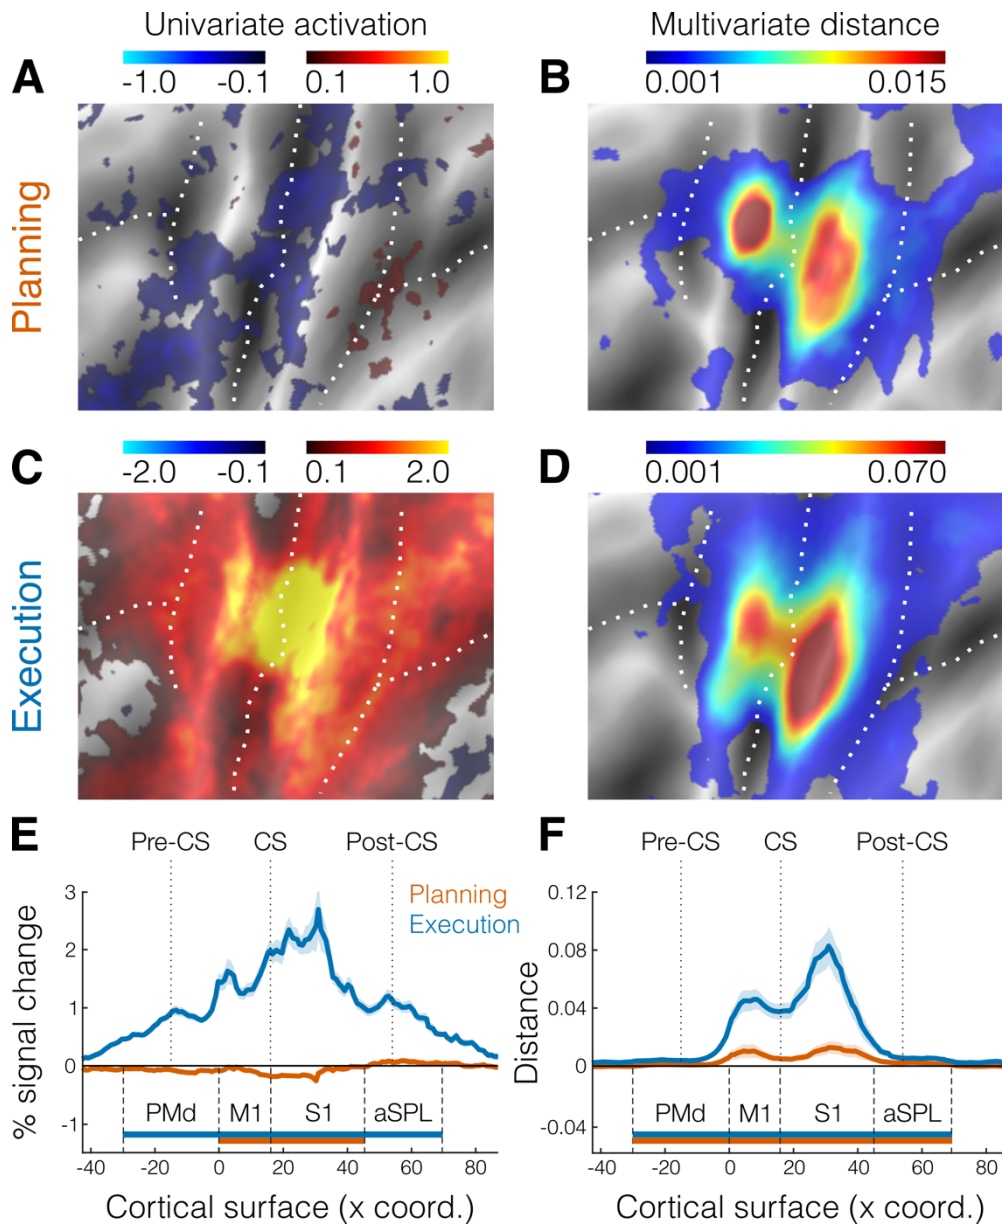 Univariate activation
Multivariate distance
A
-1.0 -0.1 0.1 1.0
B
0.001 0.015
Planning
C
-2.0 -0.1 0.1 2.0
D
0.001 0.070
Execution
E
Pre-CS CS Post-CS
3
2
1
0
-1
% signal change
Planning
Execution
PMd M1 S1 aSPL
-40 -20 0 20 40 60 80
Cortical surface (x coord.)
F
Pre-CS CS Post-CS
0.12
0.08
0.04
0
-0.04
Distance
PMd M1 S1 aSPL
-40 -20 0 20 40 60 80
Cortical surface (x coord.)